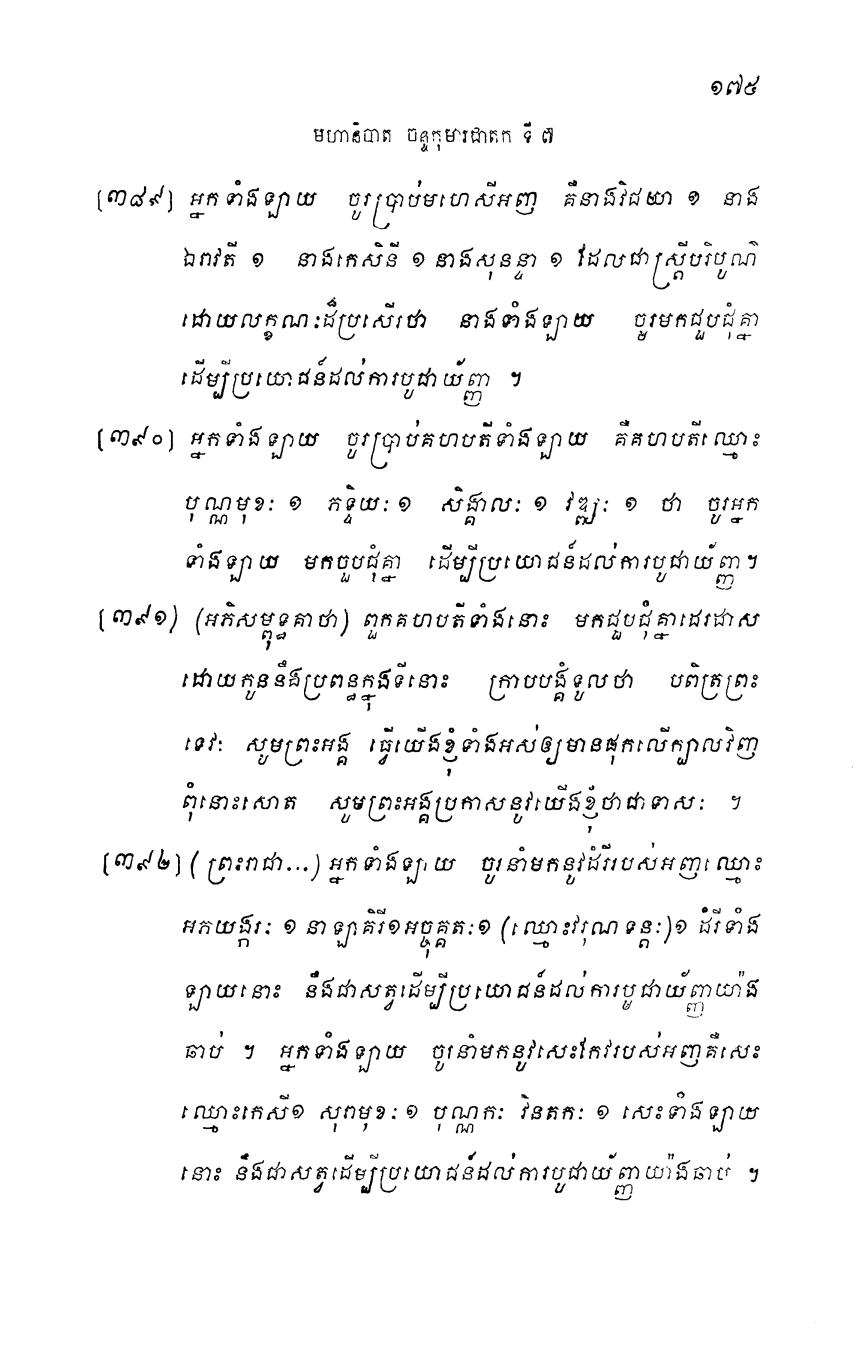 ១៧៥
មហានិបាត ចន្ទកុមារជាតក ទី ៧
[៣៨៩] អ្នកទាំងឡាយ ចូរប្រាប់មហេសីអញ គឺនាងវិជយា ១ នាង
ឯរាវតី ១ នាងកេសិនី ១ នាងសុនន្ទា ១ ដែលជាស្ត្រីបរិបូណ៌
ដោយលក្ខណៈដ៏ប្រសើរថា នាងទាំងឡាយ ចូរមកជួបជុំគ្នា
ដើម្បីប្រយោជន៍ដល់ការបូជាយ័ញ្ញ ។
[៣៩០] អ្នកទាំងឡាយ ចូរប្រាប់គហបតីទាំងឡាយ គឺគហបតីឈ្មោះ
បុណ្ណមុខៈ ១ ភទ្ទិយៈ ១ សិង្គាលៈ ១ វឌ្ឍៈ ១ ថា ចូរអ្នក
ទាំងឡាយ មកចួបជុំគ្នា ដើម្បីប្រយោជន៍ដល់ការបូជាយ័ញ្ញ។
[៣៩១] (អភិសម្ពុទ្ធគាថា) ពួកគហបតីទាំងនោះ មកជួបជុំគ្នាដេរដាស
ដោយកូននឹងប្រពន្ធក្នុងទីនោះ ក្រាបបង្គំទូលថា បពិត្រព្រះ
ទេវៈ សូមព្រះអង្គ ធ្វើយើងខ្ញុំទាំងអស់ឲ្យមានផុកលើក្បាលវិញ
ពុំនោះសោត សូមព្រះអង្គប្រកាសនូវយើងខ្ញុំថាជាទាសៈ ។
[៣៩២] (ព្រះរាជា...) អ្នកទាំងឡាយ ចូរនាំមកនូវដំរីរបស់អញឈ្មោះ
អភយង្ករៈ ១ នាឡាគិរី១អច្ចុគ្គតៈ១ (ឈ្មោះវរុណទន្តៈ)១ ដំរីទាំង
ឡាយនោះ នឹងជាសត្វដើម្បីប្រយោជន៍ដល់ការបូជាយ័ញ្ញយ៉ាង
ឆាប់ ។ អ្នកទាំងឡាយ ចូរនាំមកនូវសេះកែវរបស់អញគឺសេះ
ឈ្មោះកេសី១ សុរាមុខៈ ១ បុណ្ណកៈ វិនតកៈ ១ សេះទាំងឡាយ
នោះ នឹងជាសត្វដើម្បីប្រយោជន៍ដល់ការបូជាយ័ញ្ញយ៉ាងឆាប់ ។